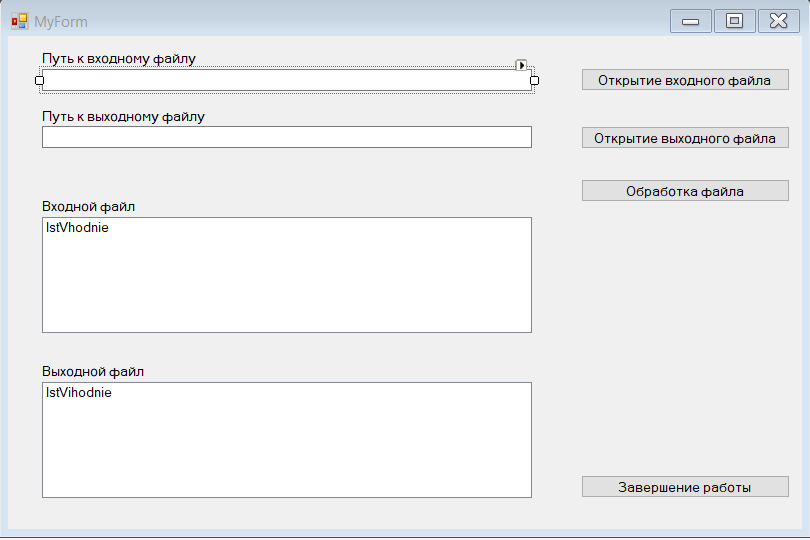 MyForm
Путь к входному файлу
Открытие входного файла
Путь к выходному файлу
Открытие выходного файла
Обработка файла
Входной файл
lstVhodnie
Выходной файл
lstVihodnie
Завершение работы